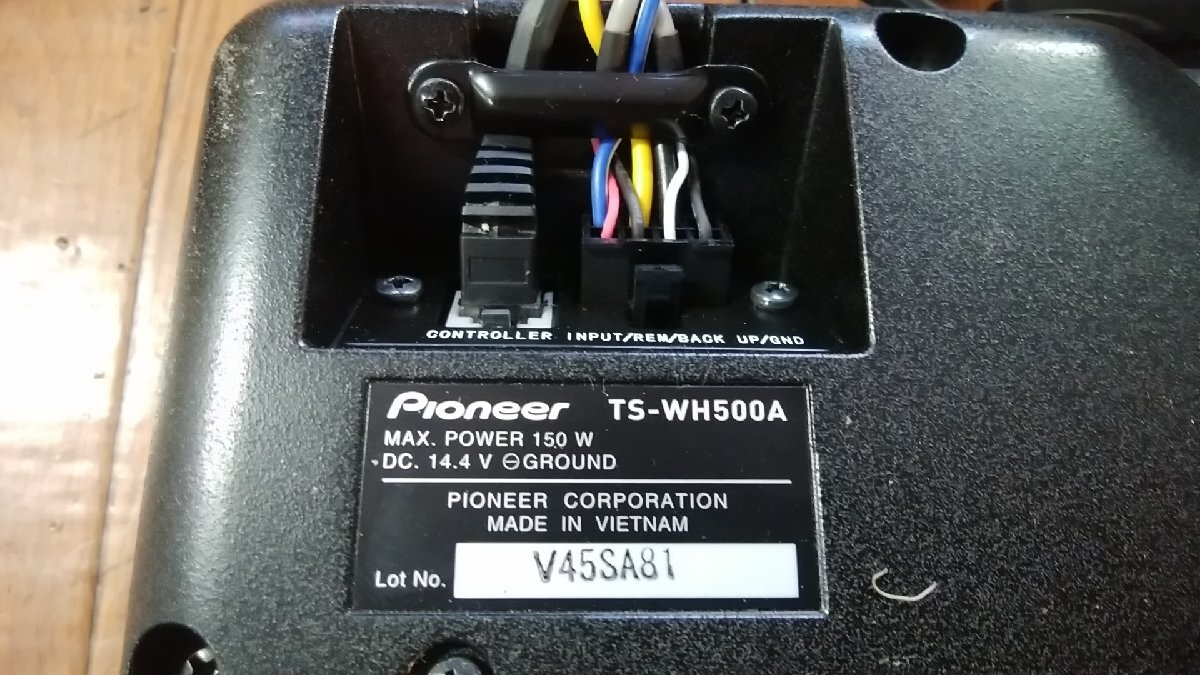 CONTROLLER INPUT/REM/BACK UP/GND
Pioneer TS-WH500A
MAX. POWER 150 W
DC. 14.4 V ⊖ GROUND
PIONEER CORPORATION
MADE IN VIETNAM
Lot No. V45SA81